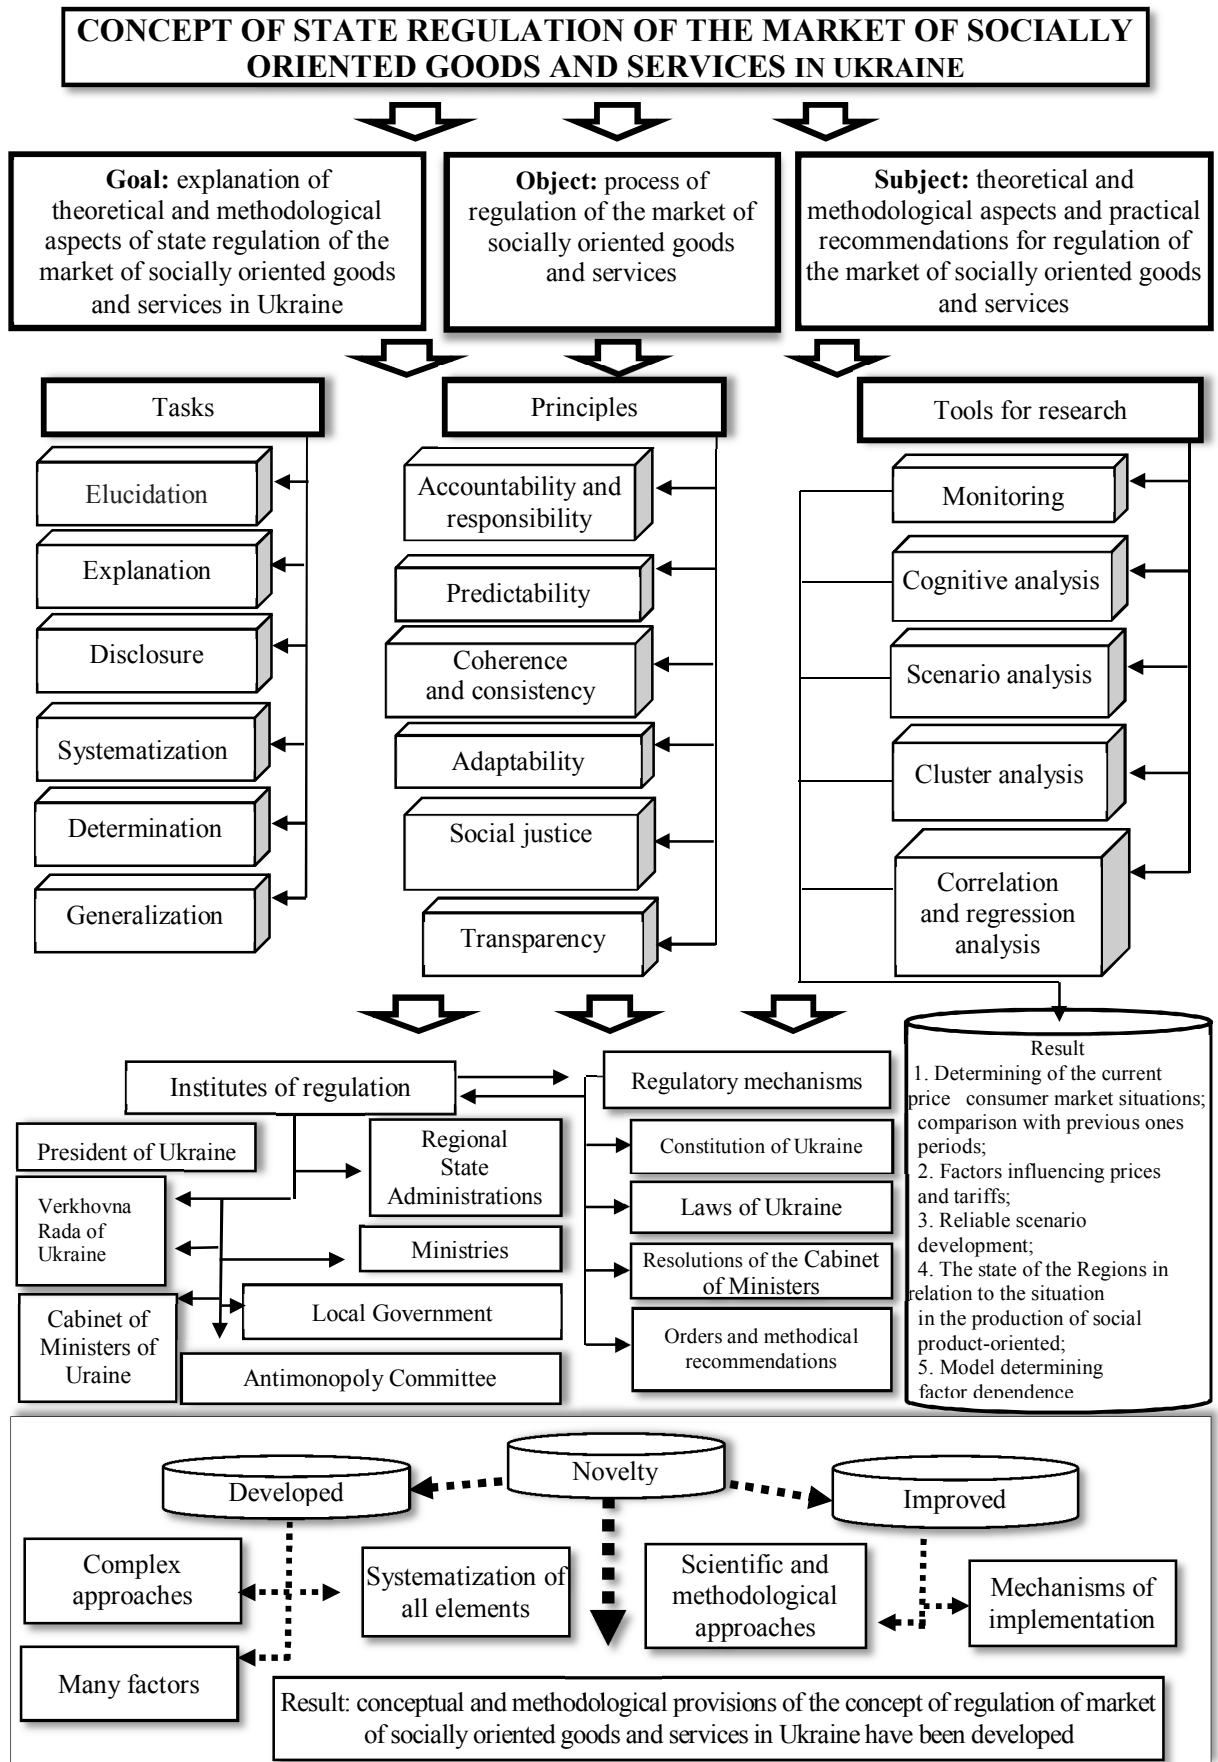 CONCEPT OF STATE REGULATION OF THE MARKET OF SOCIALLY
ORIENTED GOODS AND SERVICES IN UKRAINE
Goal: explanation of
theoretical and methodological
aspects of state regulation of the
market of socially oriented goods
and services in Ukraine
Object: process of
regulation of the market of
socially oriented goods
and services
Subject: theoretical and
methodological aspects and practical
recommendations for regulation of
the market of socially oriented goods
and services
Tasks
Elucidation
Explanation
Disclosure
Systematization
Determination
Generalization
Principles
Accountability and
responsibility
Predictability
Coherence
and consistency
Adaptability
Social justice
Transparency
Tools for research
Monitoring
Cognitive analysis
Scenario analysis
Cluster analysis
Correlation
and regression
analysis
Institutes of regulation
President of Ukraine
Verkhovna
Rada of
Ukraine
Cabinet of
Ministers of
Uraine
Regional
State
Administrations
Ministries
Local Government
Antimonopoly Committee
Regulatory mechanisms
Constitution of Ukraine
Laws of Ukraine
Resolutions of the Cabinet
of Ministers
Orders and methodical
recommendations
Result
1. Determining of the current
price consumer market situations;
comparison with previous ones
periods;
2. Factors influencing prices
and tariffs;
3. Reliable scenario
development;
4. The state of the Regions in
relation to the situation
in the production of social
product-oriented;
5. Model determining
factor dependence
Novelty
Developed
Improved
Complex
approaches
Systematization of
all elements
Many factors
Scientific and
methodological
approaches
Mechanisms of
implementation
Result: conceptual and methodological provisions of the concept of regulation of market
of socially oriented goods and services in Ukraine have been developed